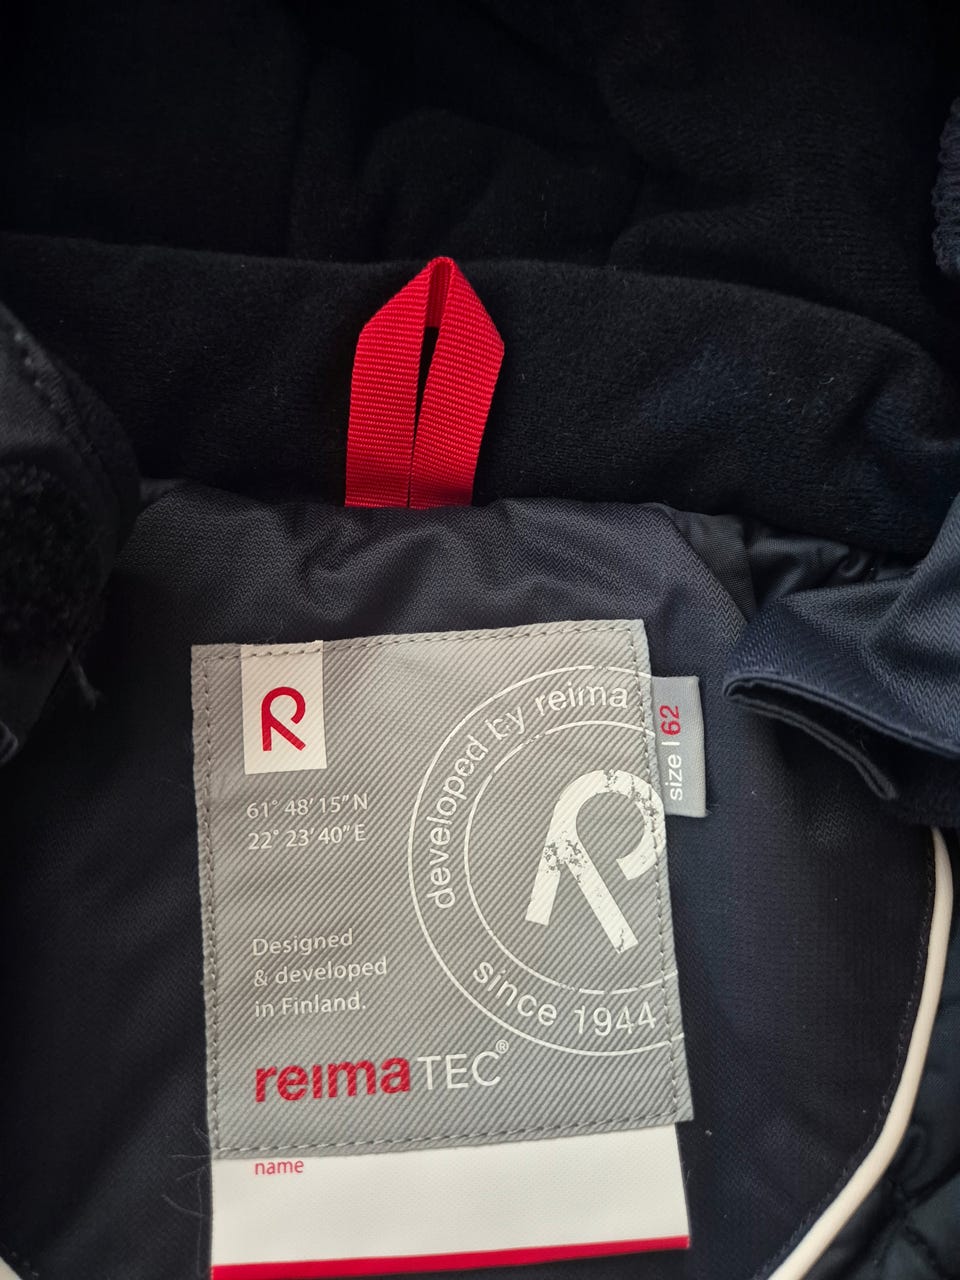 R
61° 48' 15" N
22° 23' 40" E
developed by reima
since 1944
size | 62
Designed
& developed
in Finland.
reimaTEC®
name